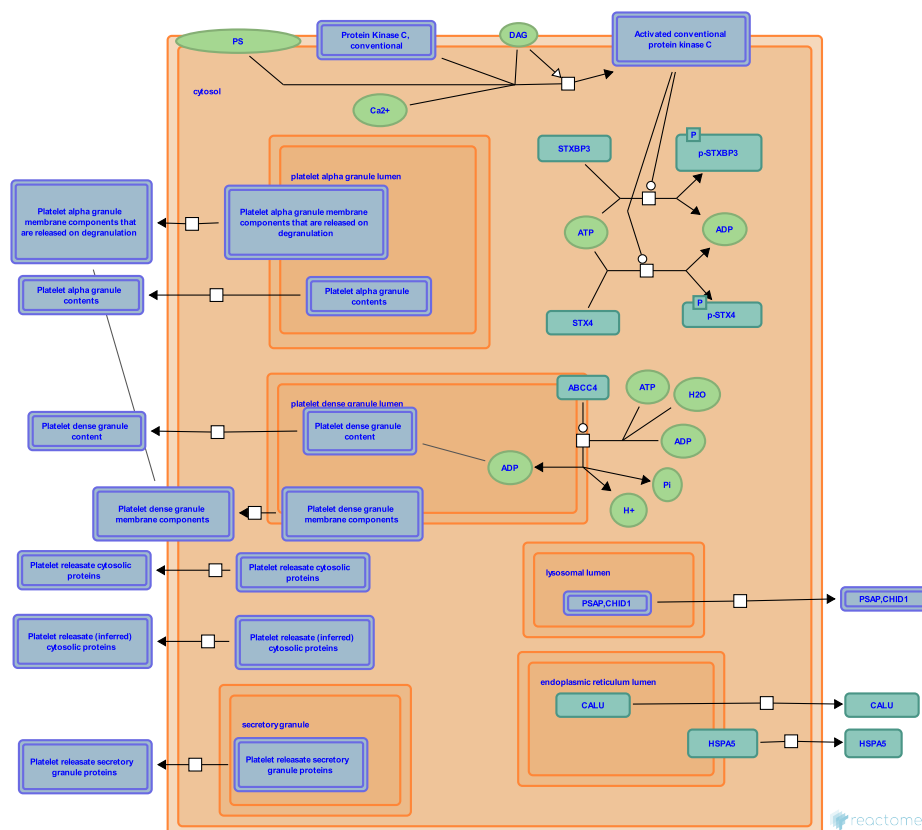 PS
Protein Kinase C,
conventional
DAG
Activated conventional
protein kinase C
cytosol
Ca2+
P
STXBP3
p-STXBP3
platelet alpha granule lumen
Platelet alpha granule
membrane components that
are released on degranulation
Platelet alpha granule membrane
components that are released on
degranulation
ATP
ADP
Platelet alpha granule
contents
Platelet alpha granule
contents
P
STX4
p-STX4
ABCC4
ATP
H2O
platelet dense granule lumen
Platelet dense granule
content
Platelet dense granule
content
ADP
ADP
Pi
H+
Platelet dense granule
membrane components
Platelet dense granule
membrane components
Platelet releasate cytosolic
proteins
Platelet releasate cytosolic
proteins
lysosomal lumen
PSAP,CHID1
PSAP,CHID1
Platelet releasate (inferred)
cytosolic proteins
Platelet releasate (inferred)
cytosolic proteins
endoplasmic reticulum lumen
CALU
CALU
secretory granule
HSPA5
HSPA5
Platelet releasate secretory
granule proteins
Platelet releasate secretory
granule proteins
reactome